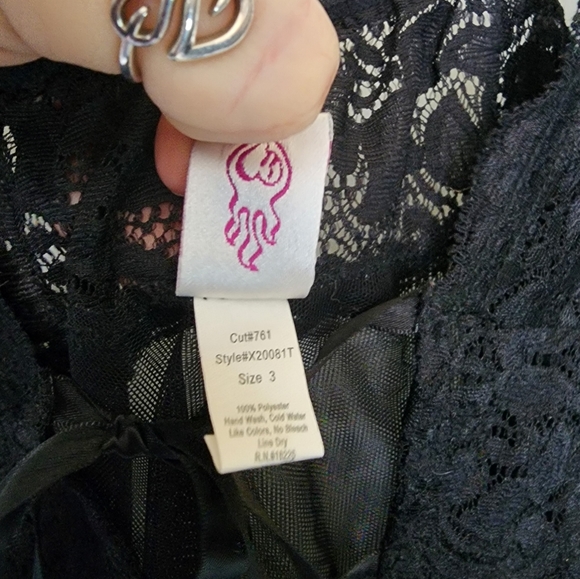 Cut#761
Style#X20081T
Size 3
100% Polyester
Hand Wash, Cold Water
Like Colors, No Bleach
Line Dry